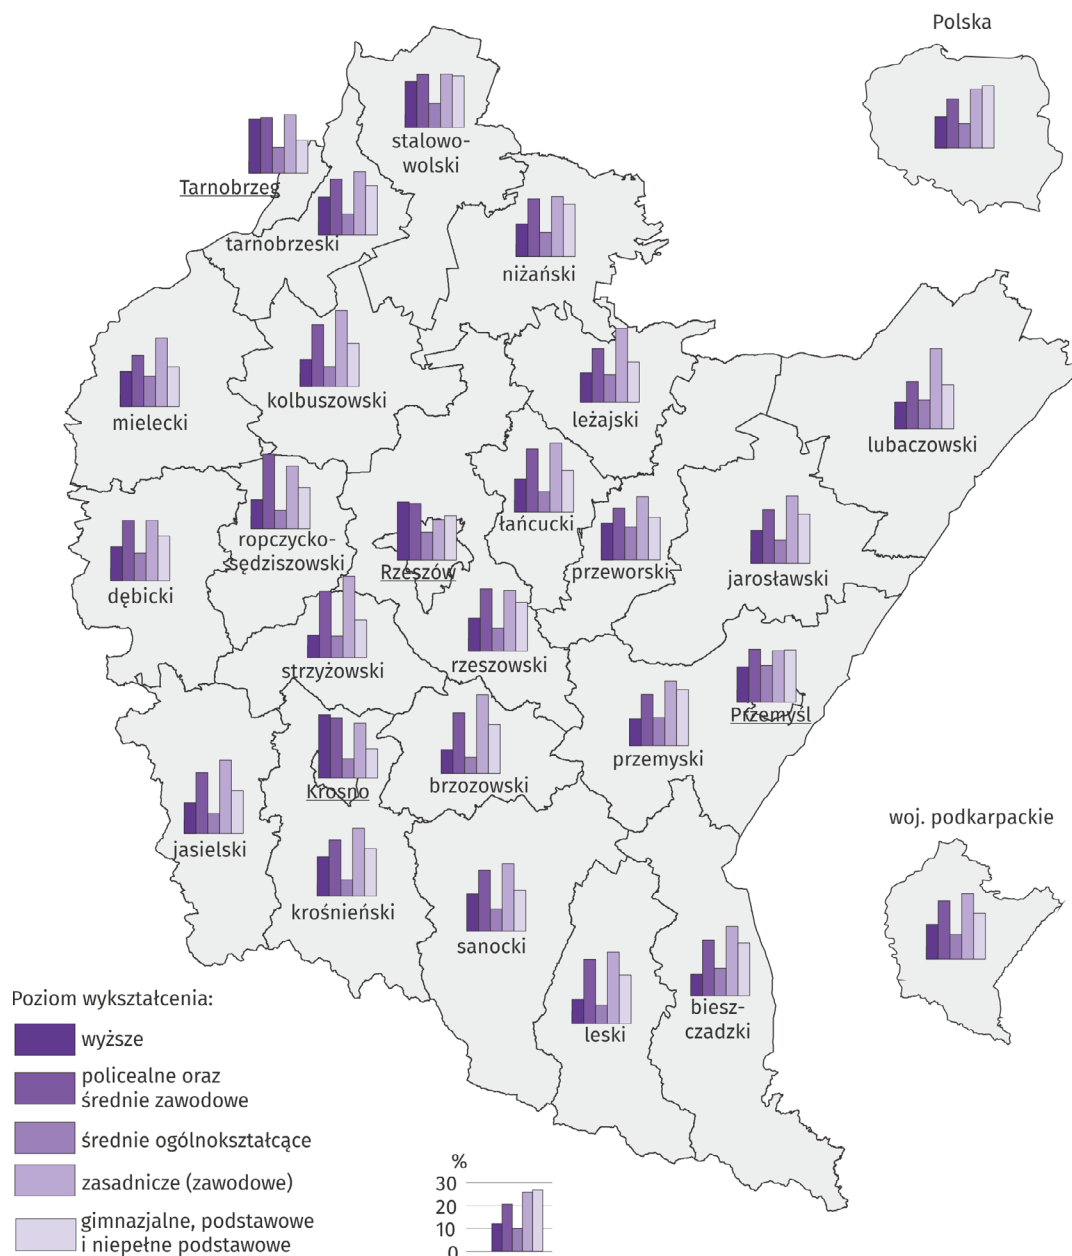 Polska
stalowo-
wolski
Tarnobrzeg
tarnobrzeski
niżański
mielecki
kolbuszowski
leżajski
lubaczowski
ropczycko-
sędziszowski
łańcucki
Rzeszów
przeworski
jarosławski
dębicki
strzyżowski
rzeszowski
Przemyśl
przemyski
Krosno
brzozowski
jasielski
woj. podkarpackie
krośnieński
sanocki
leski
biesz-
czadzki
Poziom wykształcenia:
wyższe
policealne oraz
średnie zawodowe
średnie ogólnokształcące
zasadnicze (zawodowe)
gimnazjalne, podstawowe
i niepełne podstawowe
%
30
20
10
0